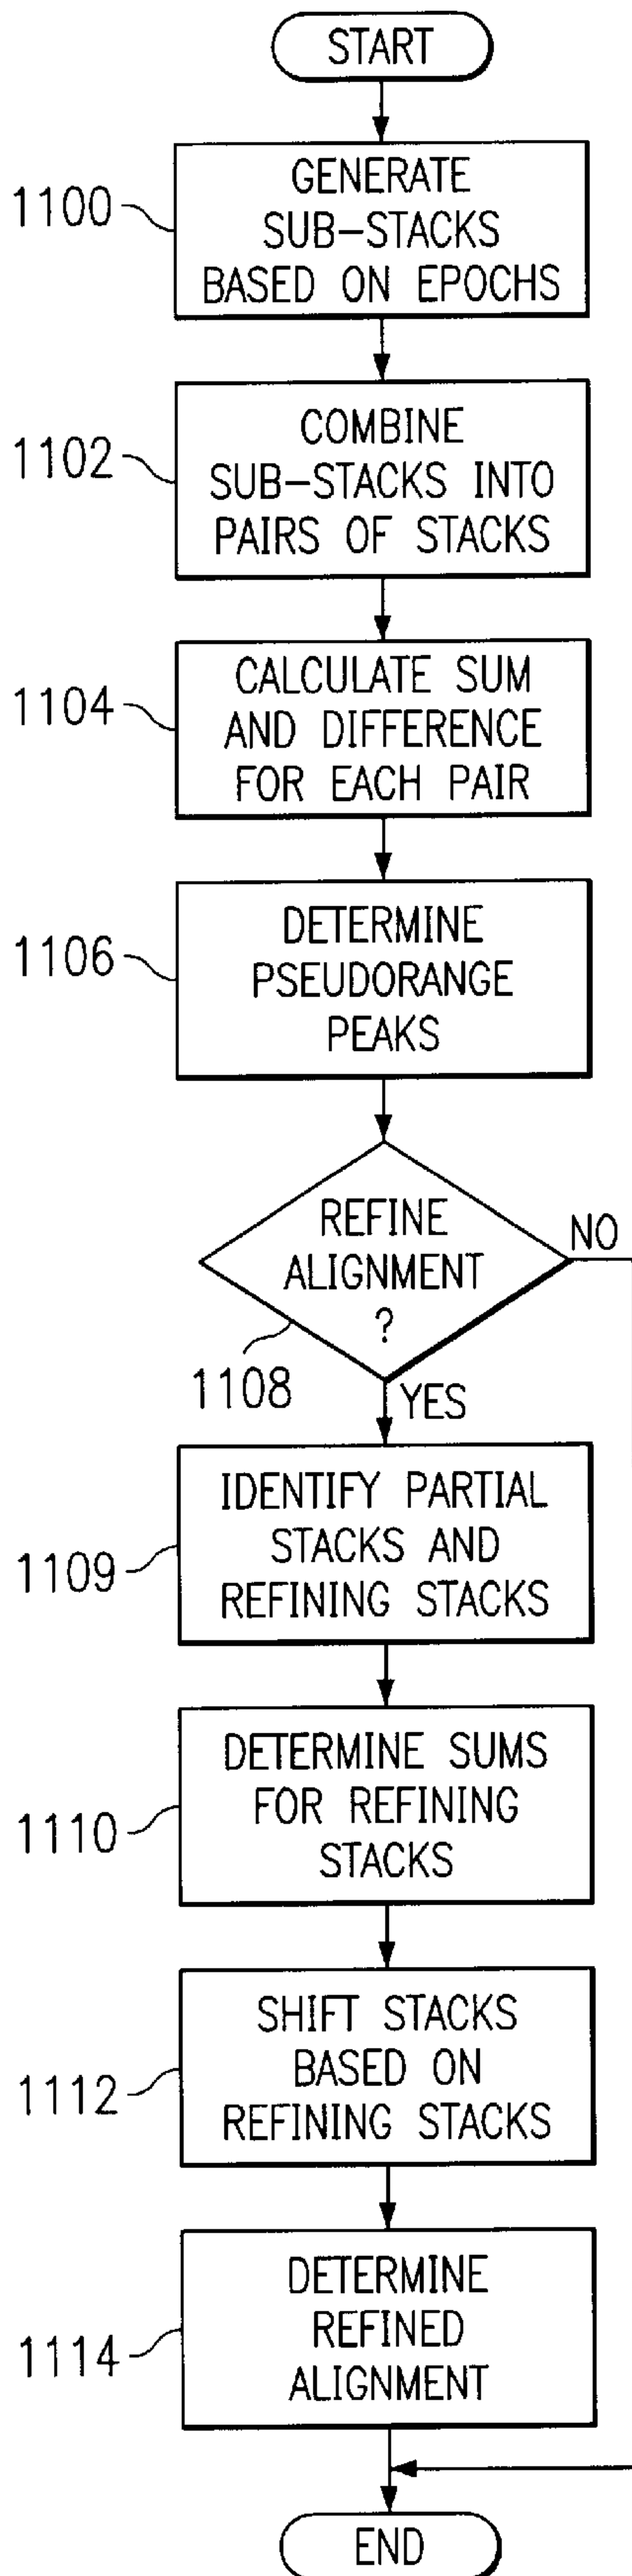 START
1100
GENERATE
SUB-STACKS
BASED ON EPOCHS
1102
COMBINE
SUB-STACKS INTO
PAIRS OF STACKS
1104
CALCULATE SUM
AND DIFFERENCE
FOR EACH PAIR
1106
DETERMINE
PSEUDORANGE
PEAKS
REFINE
ALIGNMENT
?
NO
1108
YES
1109
IDENTIFY PARTIAL
STACKS AND
REFINING STACKS
1110
DETERMINE SUMS
FOR REFINING
STACKS
1112
SHIFT STACKS
BASED ON
REFINING STACKS
1114
DETERMINE
REFINED
ALIGNMENT
END